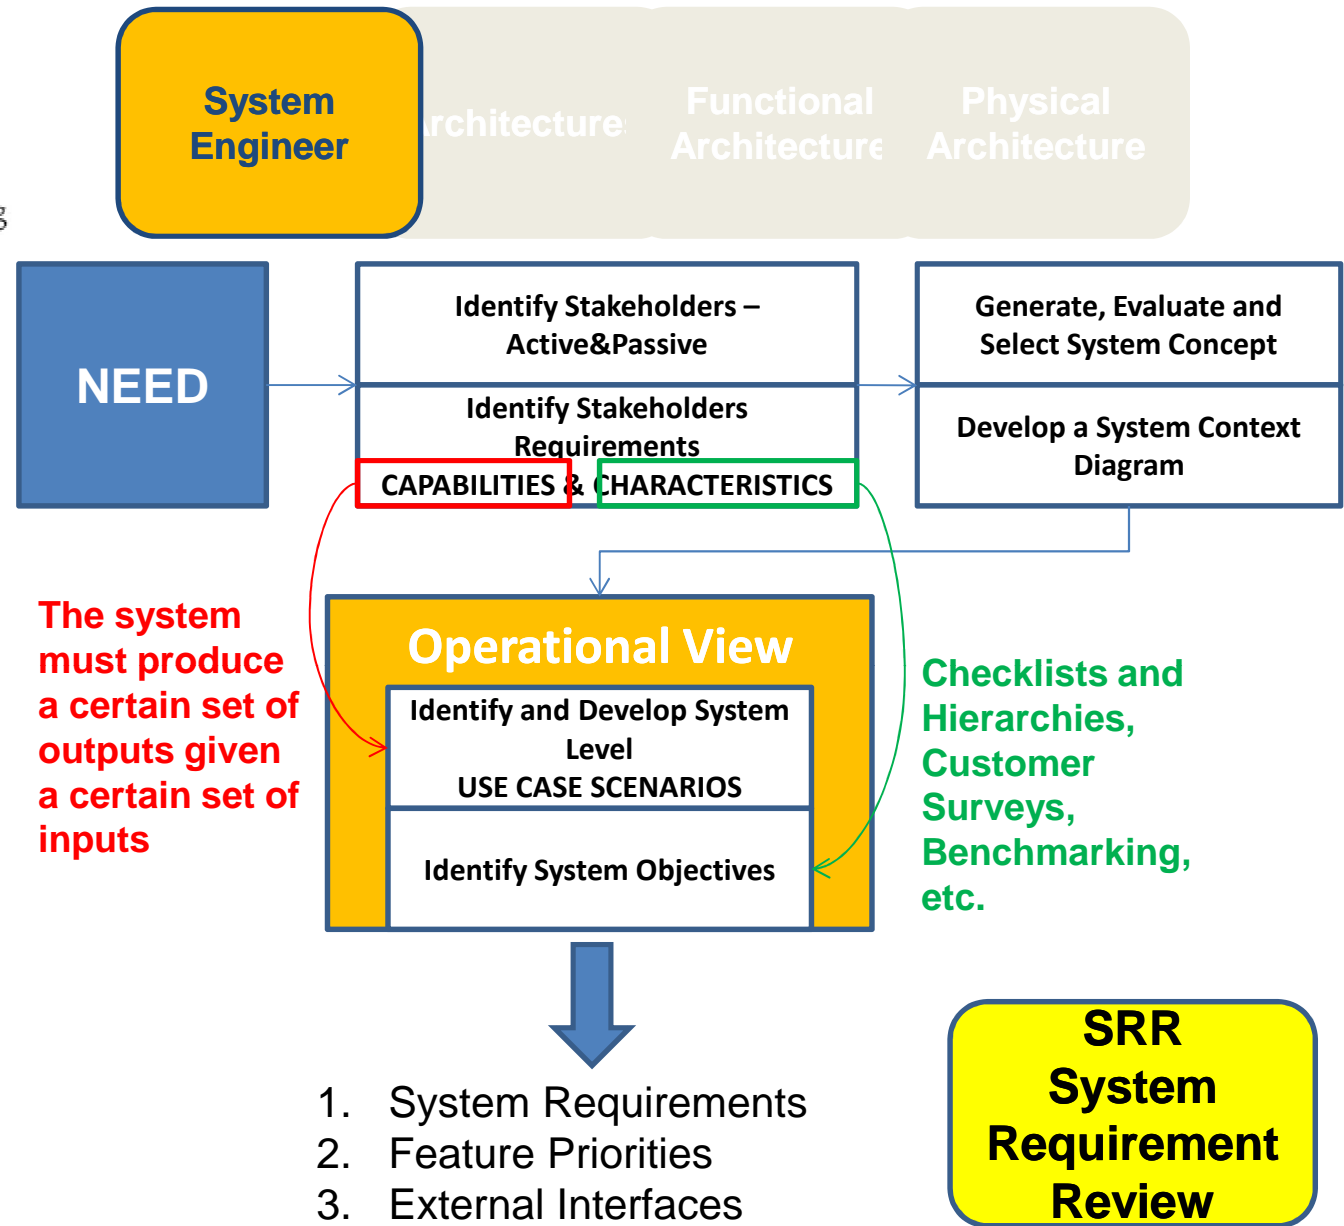 System
Engineer
rchitecture
Functional
Architecture
Physical
Architecture
g
NEED
Identify Stakeholders –
Active&Passive
Identify Stakeholders
Requirements
CAPABILITIES & CHARACTERISTICS
Generate, Evaluate and
Select System Concept
Develop a System Context
Diagram
The system
must produce
a certain set of
outputs given
a certain set of
inputs
Operational View
Identify and Develop System
Level
USE CASE SCENARIOS
Identify System Objectives
Checklists and
Hierarchies,
Customer
Surveys,
Benchmarking,
etc.
1. System Requirements
2. Feature Priorities
3. External Interfaces
SRR
System
Requirement
Review